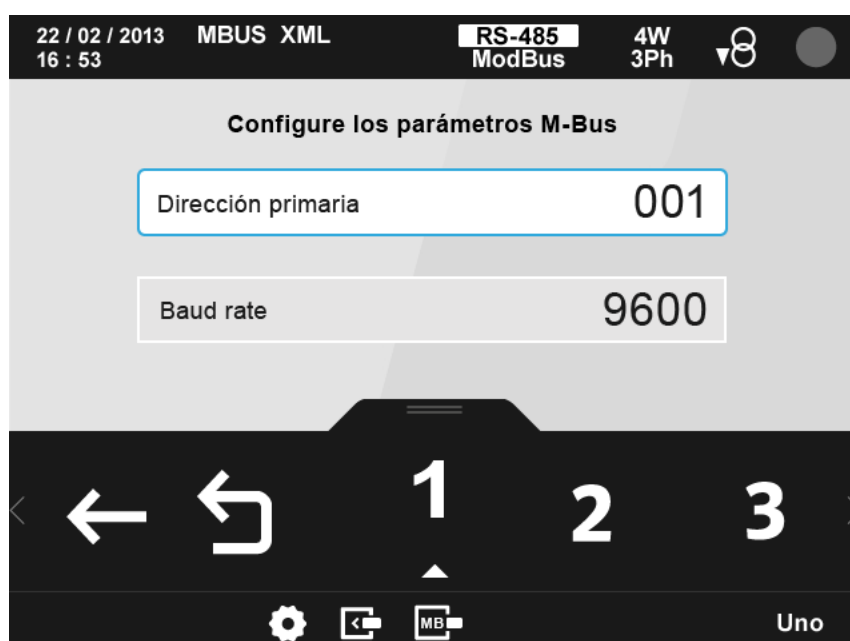 22 / 02 / 2013 MBUS XML RS-485 4W
16 : 53 ModBus 3Ph
Configure los parámetros M-Bus
Dirección primaria 001
Baud rate 9600
1 2 3
MB
Uno